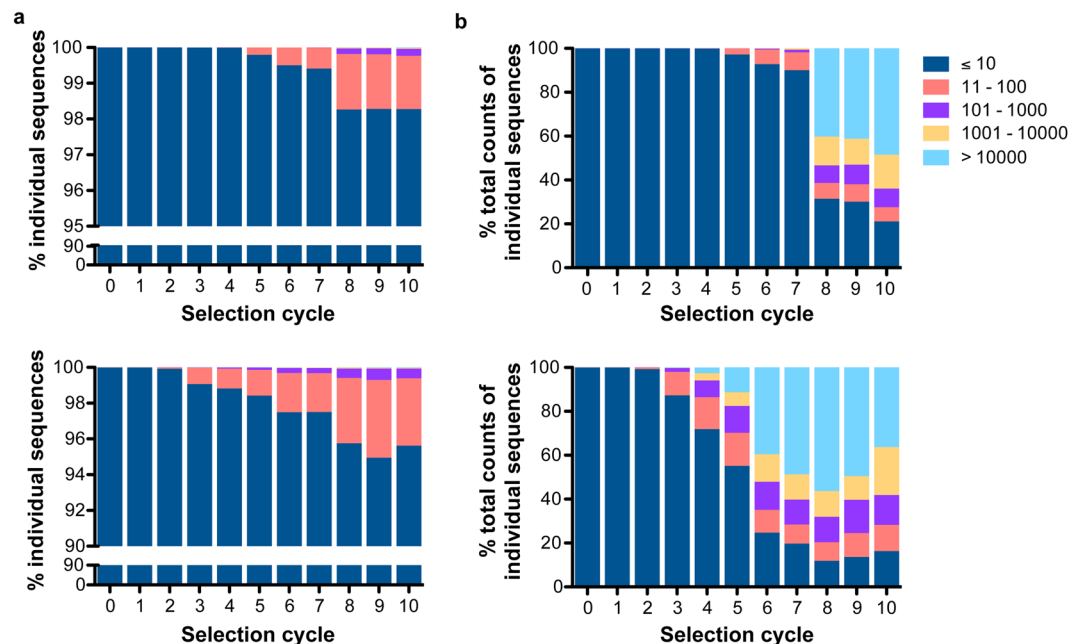 a
% individual sequences
100
99
98
97
96
95
90
0
0 1 2 3 4 5 6 7 8 9 10
Selection cycle
b
% total counts of
individual sequences
100
80
60
40
20
0
0 1 2 3 4 5 6 7 8 9 10
Selection cycle
≤ 10
11 - 100
101 - 1000
1001 - 10000
> 10000
% individual sequences
100
98
96
94
92
90
90
0
0 1 2 3 4 5 6 7 8 9 10
Selection cycle
% total counts of
individual sequences
100
80
60
40
20
0
0 1 2 3 4 5 6 7 8 9 10
Selection cycle